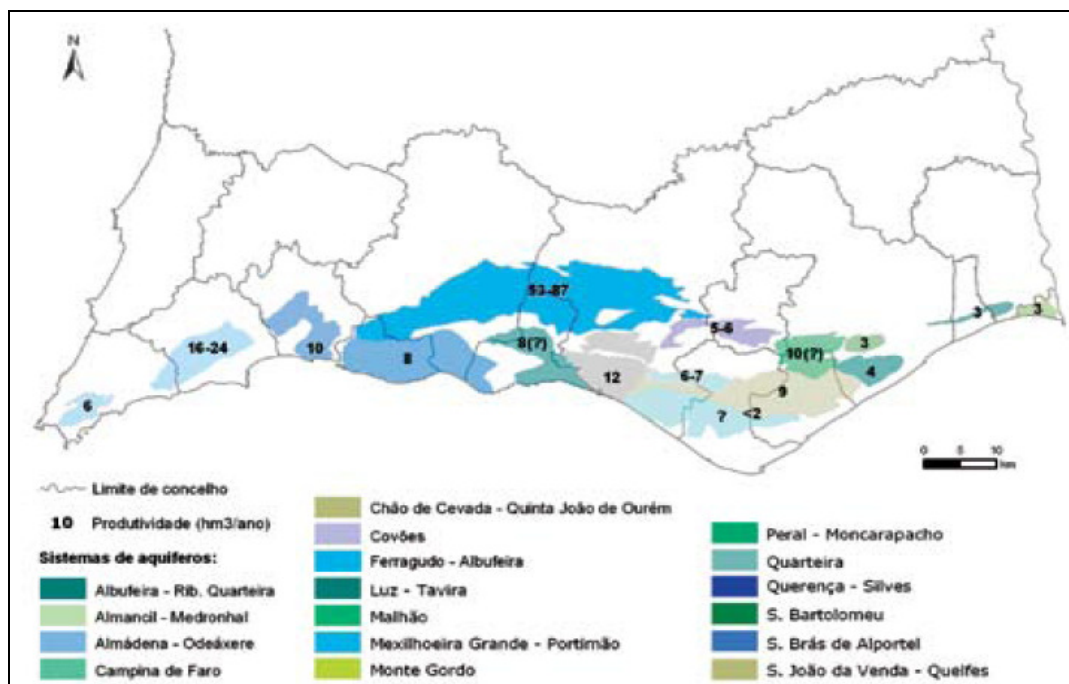 N
53-87
16-24
10
8
8(?)
5-6
3
3
10(?)
3
12
6-7
4
6
9
?
<2
0 5 10
km
Limite de concelho
10 Produtividade (hm3/ano)
Sistemas de aquíferos:
Albufeira - Rib. Quarteira
Almancil - Medronhal
Almádena - Odeáxere
Campina de Faro
Chão de Cevada - Quinta João de Ourém
Covões
Ferragudo - Albufeira
Luz - Tavira
Malhão
Mexilhoeira Grande - Portimão
Monte Gordo
Peral - Moncarapacho
Quarteira
Querença - Silves
S. Bartolomeu
S. Brás de Alportel
S. João da Venda - Quelfes